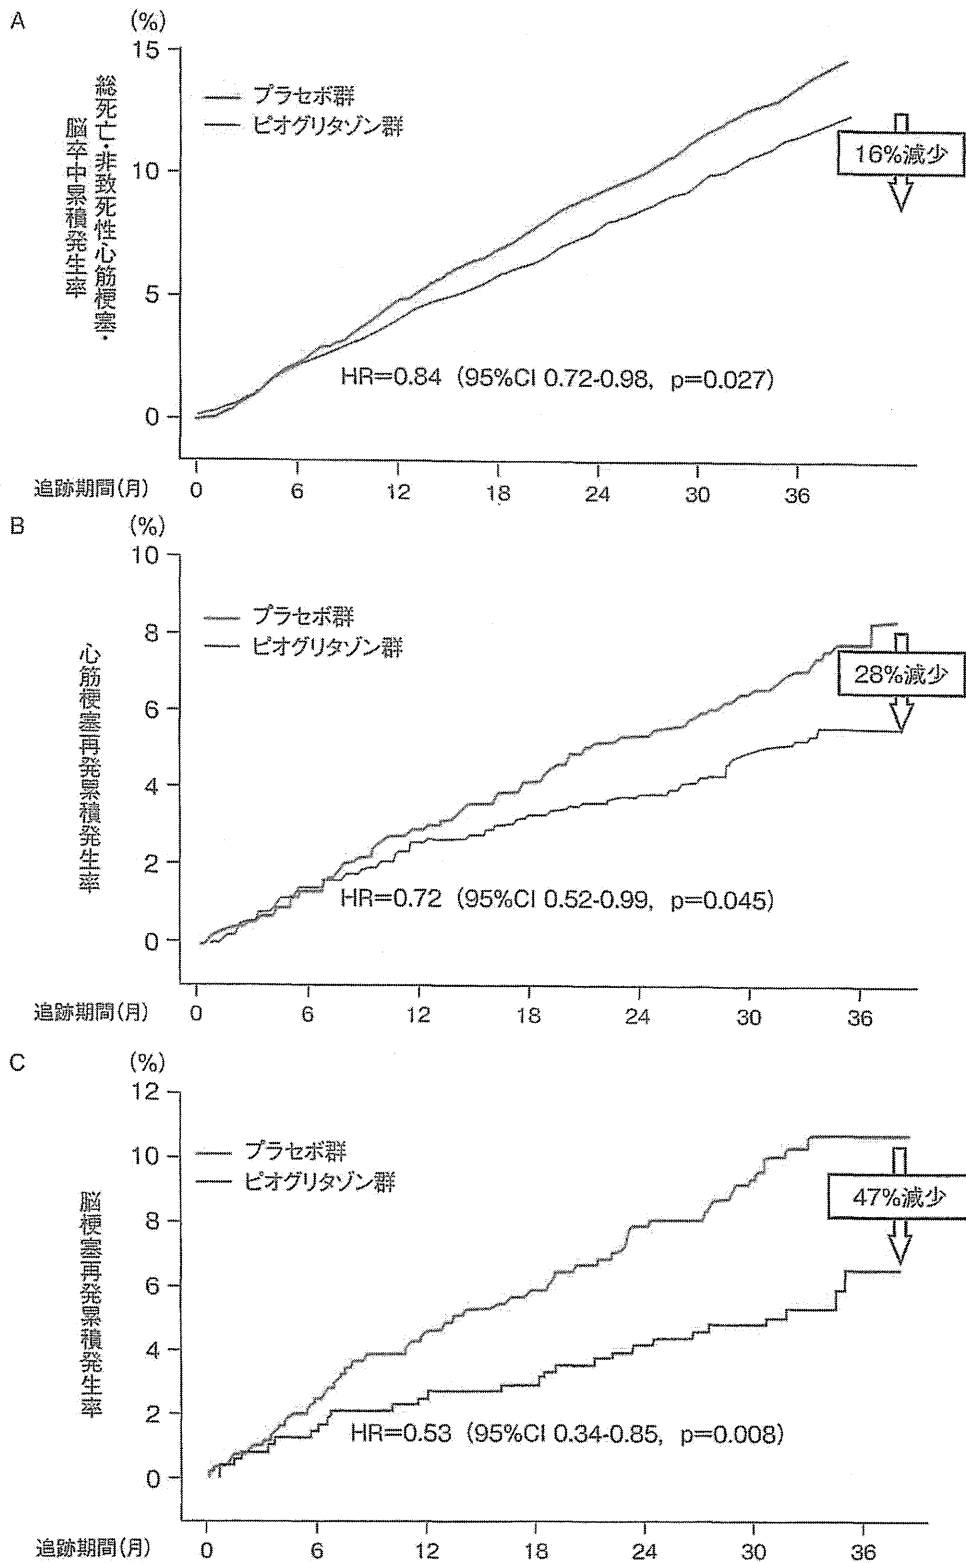 A
(%)
15
10
5
0
総死亡・非致死性心筋梗塞・
脳卒中累積発生率
プラセボ群
ピオグリタゾン群
16%減少
HR=0.84 (95%CI 0.72-0.98, p=0.027)
追跡期間(月) 0 6 12 18 24 30 36
B
(%)
10
8
6
4
2
0
心筋梗塞再発累積発生率
プラセボ群
ピオグリタゾン群
28%減少
HR=0.72 (95%CI 0.52-0.99, p=0.045)
追跡期間(月) 0 6 12 18 24 30 36
C
(%)
12
10
8
6
4
2
0
脳梗塞再発累積発生率
プラセボ群
ピオグリタゾン群
47%減少
HR=0.53 (95%CI 0.34-0.85, p=0.008)
追跡期間(月) 0 6 12 18 24 30 36